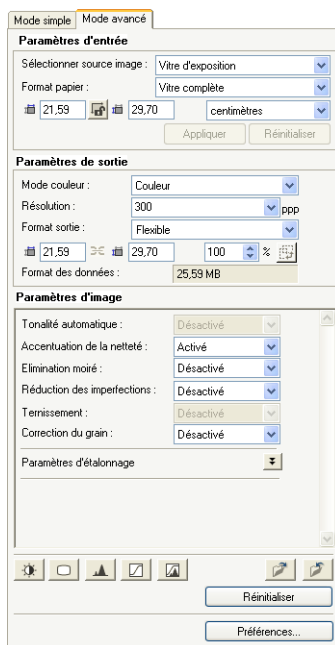 Mode simple Mode avancé
Paramètres d'entrée
Sélectionner source image : Vitre d'exposition
Format papier : Vitre complète
21,59 29,70 centimètres
Appliquer Réinitialiser
Paramètres de sortie
Mode couleur : Couleur
Résolution : 300 ppp
Format sortie : Flexible
21,59 29,70 100 %
Format des données : 25,59 MB
Paramètres d'image
Tonalité automatique : Désactivé
Accentuation de la netteté : Activé
Elimination moiré : Désactivé
Réduction des imperfections : Désactivé
Ternissement : Désactivé
Correction du grain : Désactivé
Paramètres d'étalonnage
Réinitialiser
Préférences...